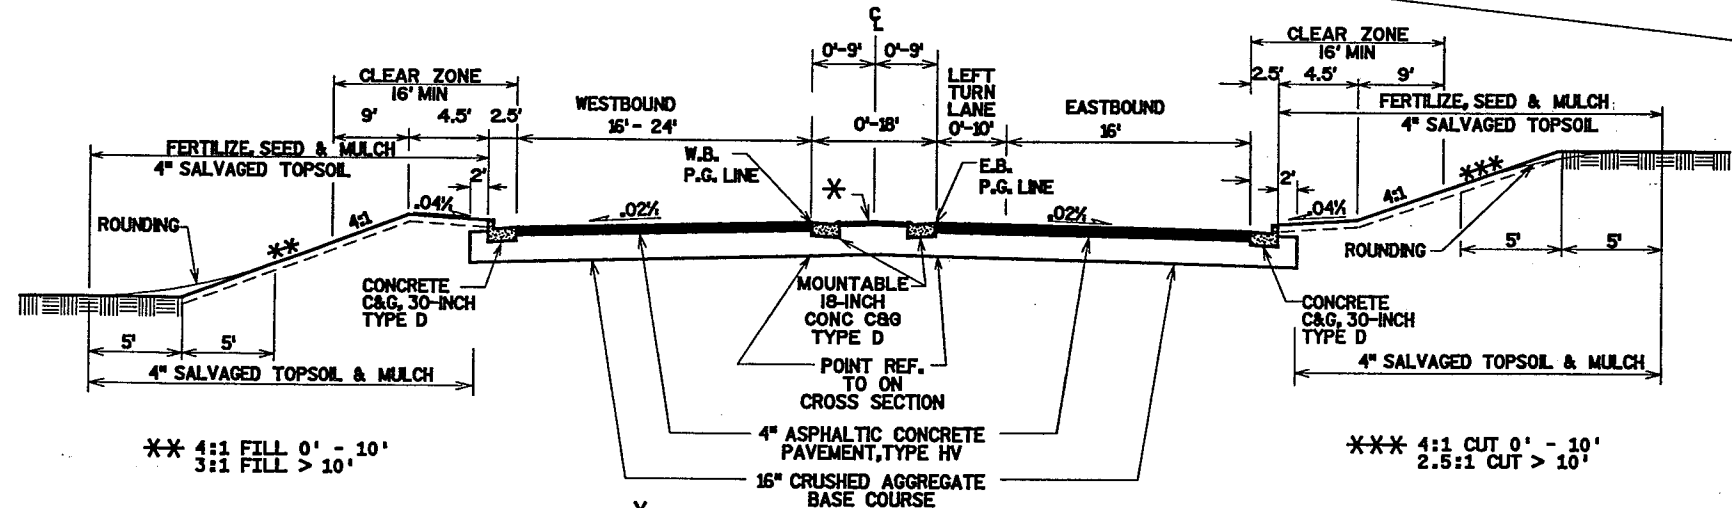 ℄
0'-9' 0'-9'
CLEAR ZONE
16' MIN
9' 4.5' 2.5'
WESTBOUND
16' - 24'
0'-18'
LEFT
TURN
LANE
0'-10'
EASTBOUND
16'
CLEAR ZONE
16' MIN
2.5' 4.5' 9'
FERTILIZE, SEED & MULCH
4" SALVAGED TOPSOIL
FERTILIZE, SEED & MULCH
4" SALVAGED TOPSOIL
W.B.
P.G. LINE
E.B.
P.G. LINE
2'
2'
*
ROUNDING
**
4:1
.04'/'
.02'/'
.02'/'
.04'/'
4:1
***
ROUNDING
5' 5'
5' 5'
CONCRETE
C&G, 30-INCH
TYPE D
MOUNTABLE
18-INCH
CONC C&G
TYPE D
CONCRETE
C&G, 30-INCH
TYPE D
4" SALVAGED TOPSOIL & MULCH
4" SALVAGED TOPSOIL & MULCH
POINT REF.
TO ON
CROSS SECTION
** 4:1 FILL 0' - 10'
3:1 FILL > 10'
4" ASPHALTIC CONCRETE
PAVEMENT, TYPE HV
16" CRUSHED AGGREGATE
BASE COURSE
*** 4:1 CUT 0' - 10'
2.5:1 CUT > 10'